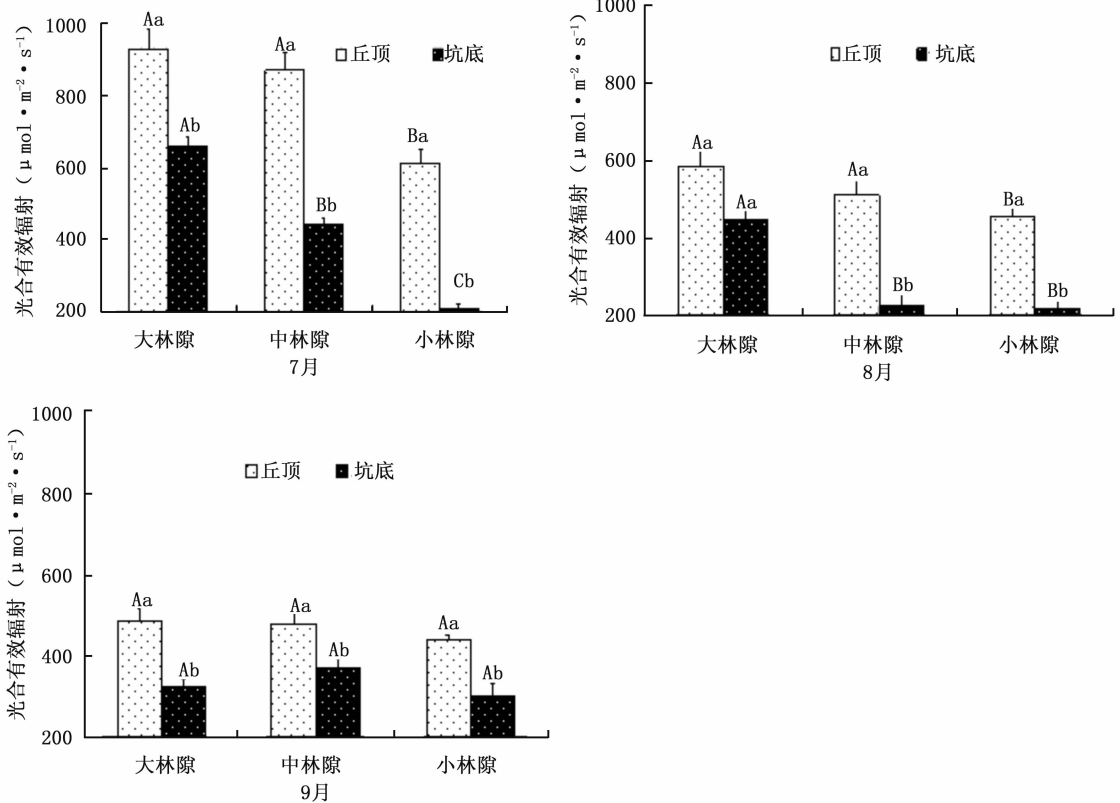 光合有效辐射（μmol•m⁻²•s⁻¹）
1000
800
600
400
200
丘顶 坑底
Aa
Ab
Aa
Bb
Ba
Cb
大林隙 中林隙 小林隙
7月
光合有效辐射（μmol•m⁻²•s⁻¹）
1000
800
600
400
200
丘顶 坑底
Aa
Aa
Aa
Bb
Ba
Bb
大林隙 中林隙 小林隙
8月
光合有效辐射（μmol•m⁻²•s⁻¹）
1000
800
600
400
200
丘顶 坑底
Aa
Ab
Aa
Ab
Aa
Ab
大林隙 中林隙 小林隙
9月